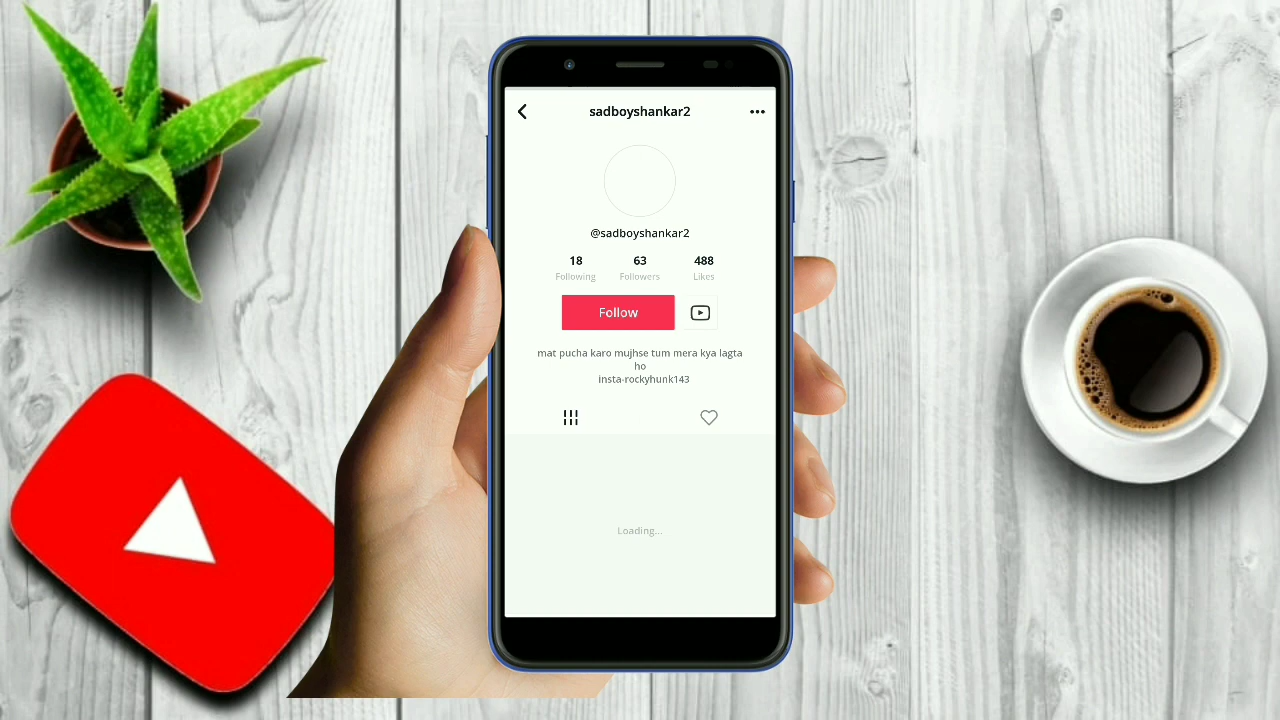 sadboyshankar2
@sadboyshankar2
18 63 488
Following Followers Likes
Follow
mat pucha karo mujhse tum mera kya lagta
ho
insta-rockyhunk143
Loading...